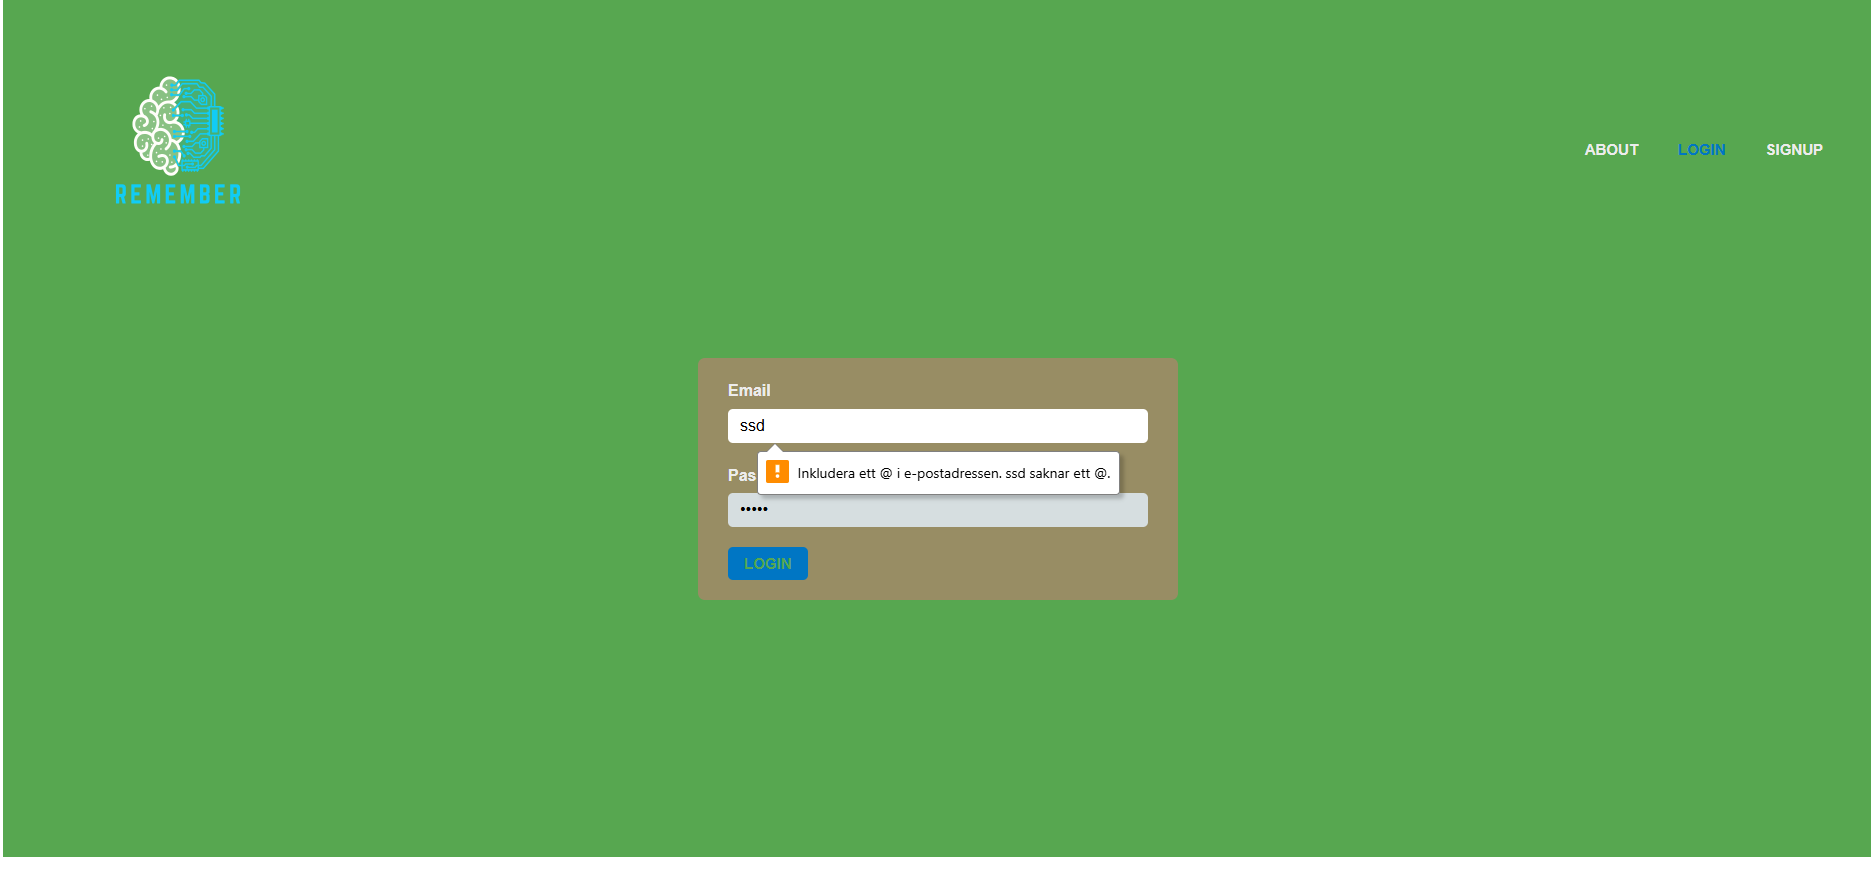 REMEMBER
ABOUT LOGIN SIGNUP
Email
ssd
Inkludera ett @ i e-postadressen. ssd saknar ett @.
Pas
•••••
LOGIN